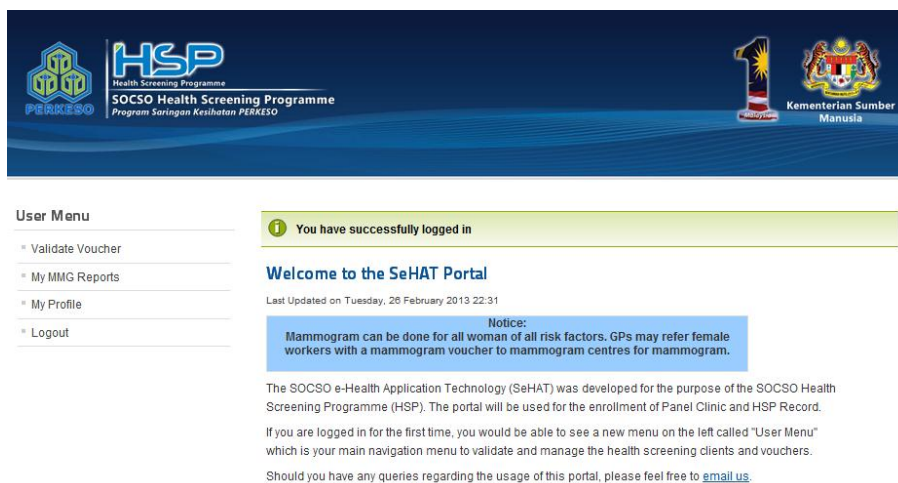 HSP
Health Screening Programme
PERKESO
SOCSO Health Screening Programme
Program Saringan Kesihatan PERKESO
1
Malaysia
Kementerian Sumber
Manusia
User Menu
Validate Voucher
My MMG Reports
My Profile
Logout
You have successfully logged in
Welcome to the SeHAT Portal
Last Updated on Tuesday, 26 February 2013 22:31
Notice:
Mammogram can be done for all woman of all risk factors. GPs may refer female
workers with a mammogram voucher to mammogram centres for mammogram.
The SOCSO e-Health Application Technology (SeHAT) was developed for the purpose of the SOCSO Health
Screening Programme (HSP). The portal will be used for the enrollment of Panel Clinic and HSP Record.
If you are logged in for the first time, you would be able to see a new menu on the left called "User Menu"
which is your main navigation menu to validate and manage the health screening clients and vouchers.
Should you have any queries regarding the usage of this portal, please feel free to email us.